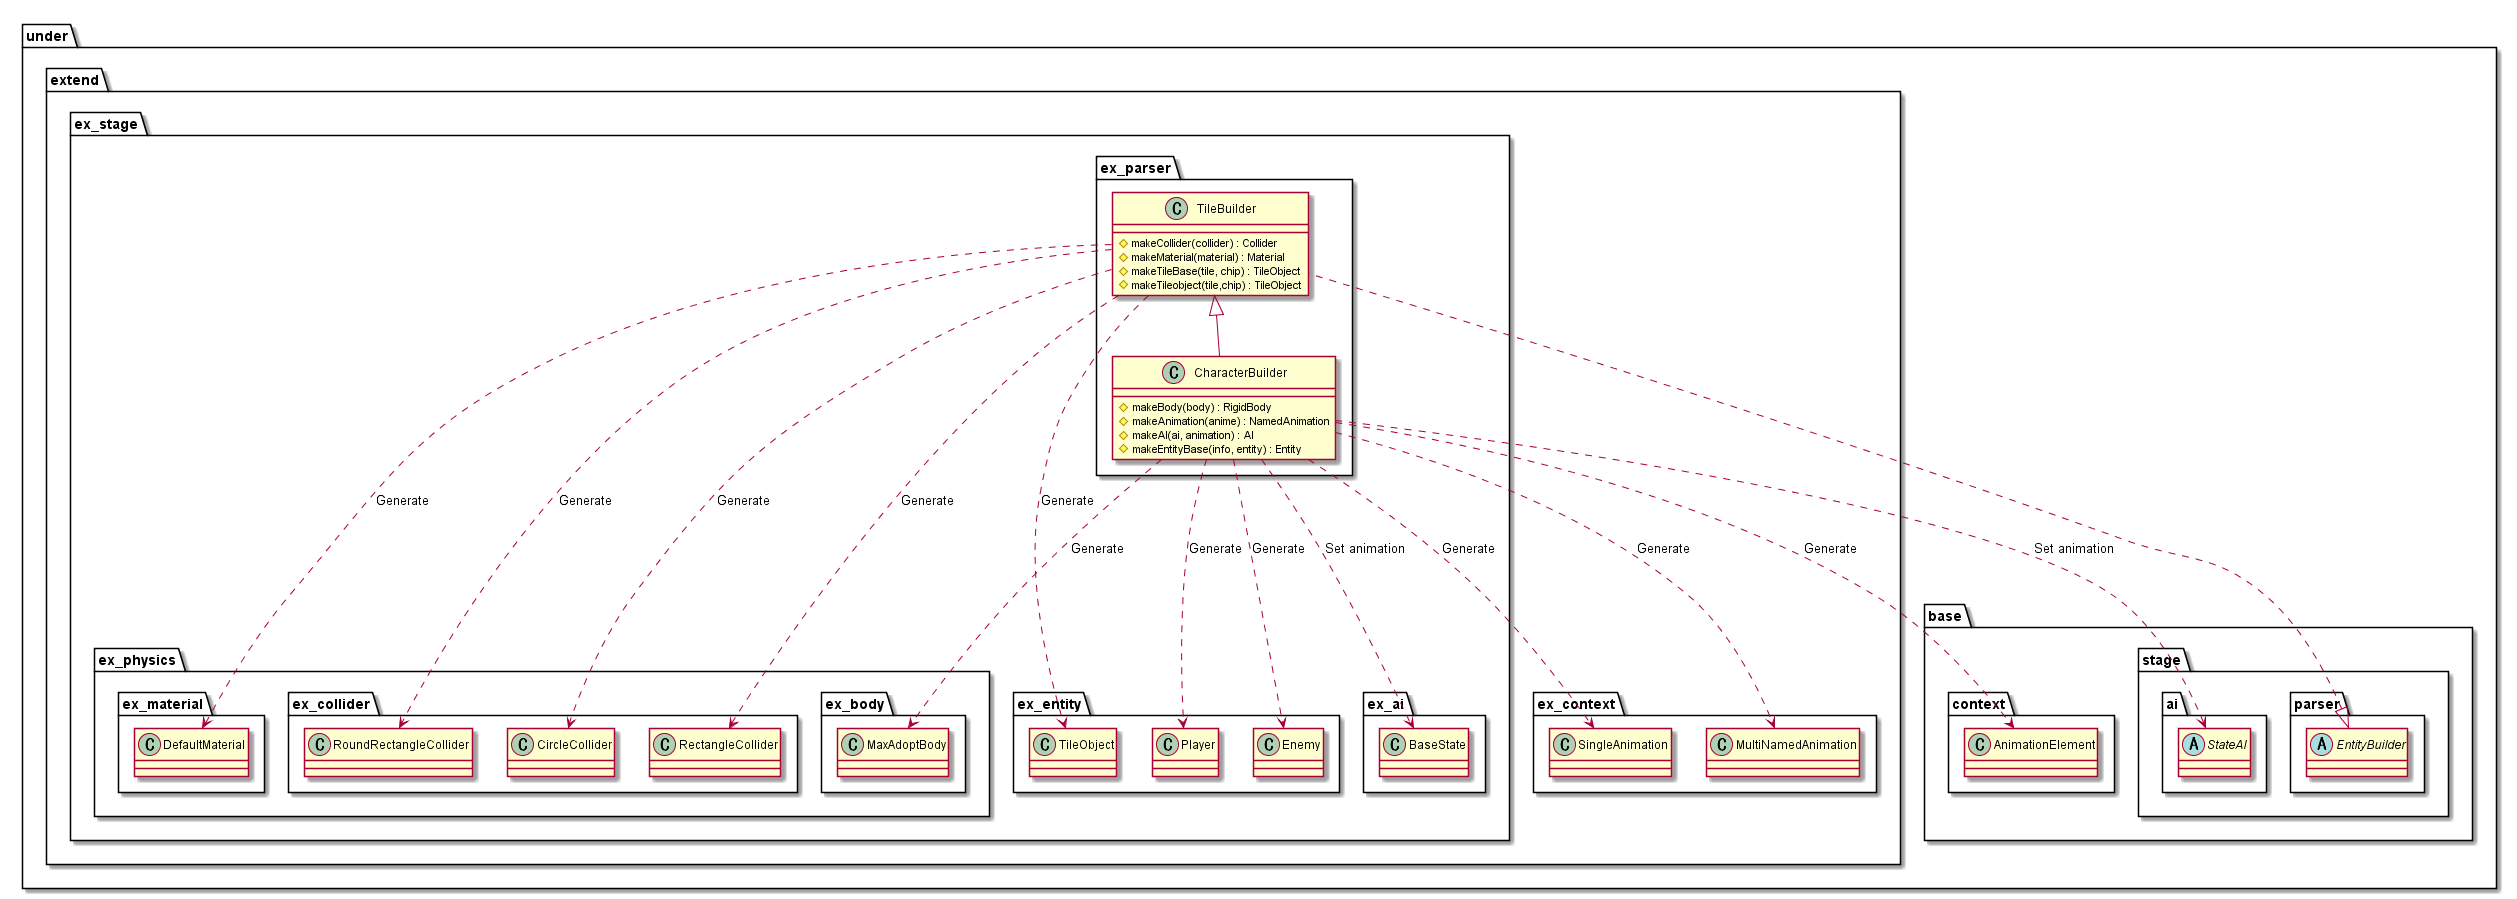 under
extend
ex_stage
ex_parser
C TileBuilder
makeCollider(collider) : Collider
makeMaterial(material) : Material
makeTileBase(tile, chip) : TileObject
makeTileobject(tile,chip) : TileObject
C CharacterBuilder
makeBody(body) : RigidBody
makeAnimation(anime) : NamedAnimation
makeAI(ai, animation) : AI
makeEntityBase(info, entity) : Entity
Generate
Generate
Generate
Generate
Generate
Generate
Generate
Generate
Set animation
Generate
Generate
Generate
Set animation
base
ex_physics
stage
ex_material
ex_collider
ex_body
ex_entity
ex_ai
ex_context
context
ai
parser
C DefaultMaterial
C RoundRectangleCollider
C CircleCollider
C RectangleCollider
C MaxAdoptBody
C TileObject
C Player
C Enemy
C BaseState
C SingleAnimation
C MultiNamedAnimation
C AnimationElement
A StateAI
A EntityBuilder